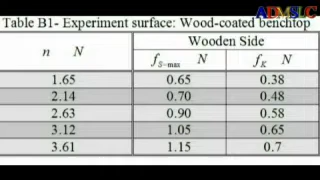 ADMSUC
Table B1- Experiment surface: Wood-coated benchtop
n N Wooden Side
fS-max N fK N
1.65 0.65 0.38
2.14 0.70 0.48
2.63 0.90 0.58
3.12 1.05 0.65
3.61 1.15 0.7